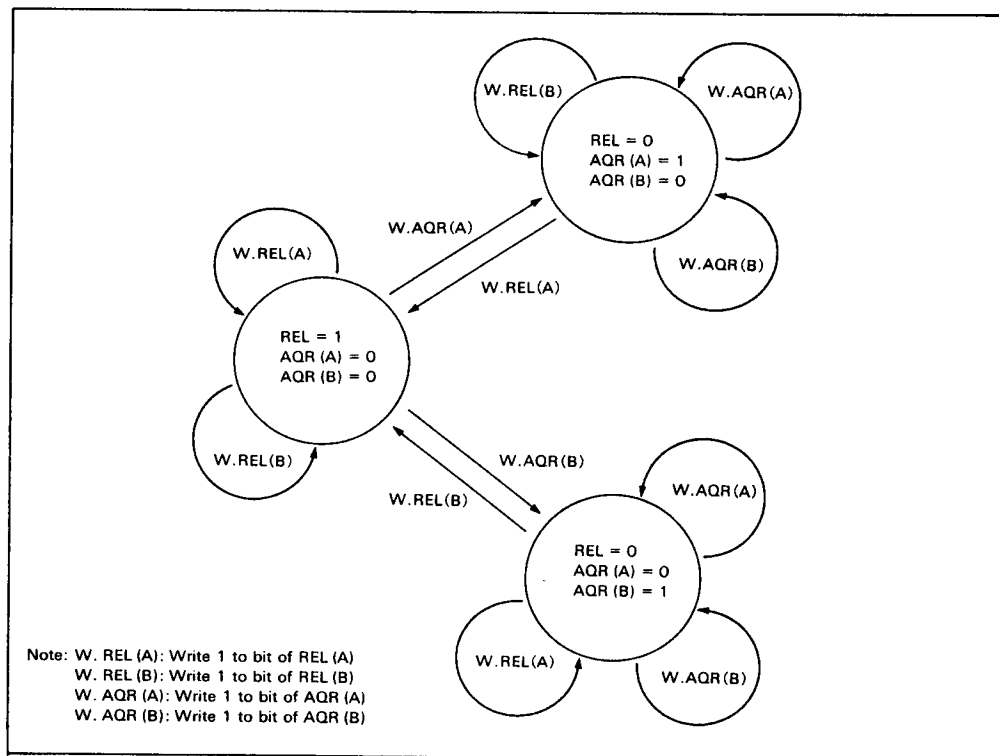 W.REL(B)
W.AQR(A)
REL = 0
AQR (A) = 1
AQR (B) = 0
W.AQR(A)
W.REL(A)
W.AQR(B)
W.REL(A)
REL = 1
AQR (A) = 0
AQR (B) = 0
W.REL(B)
W.AQR(B)
W.REL(B)
W.AQR(A)
REL = 0
AQR (A) = 0
AQR (B) = 1
W.REL(A)
W.AQR(B)
Note: W. REL (A): Write 1 to bit of REL (A)
W. REL (B): Write 1 to bit of REL (B)
W. AQR (A): Write 1 to bit of AQR (A)
W. AQR (B): Write 1 to bit of AQR (B)